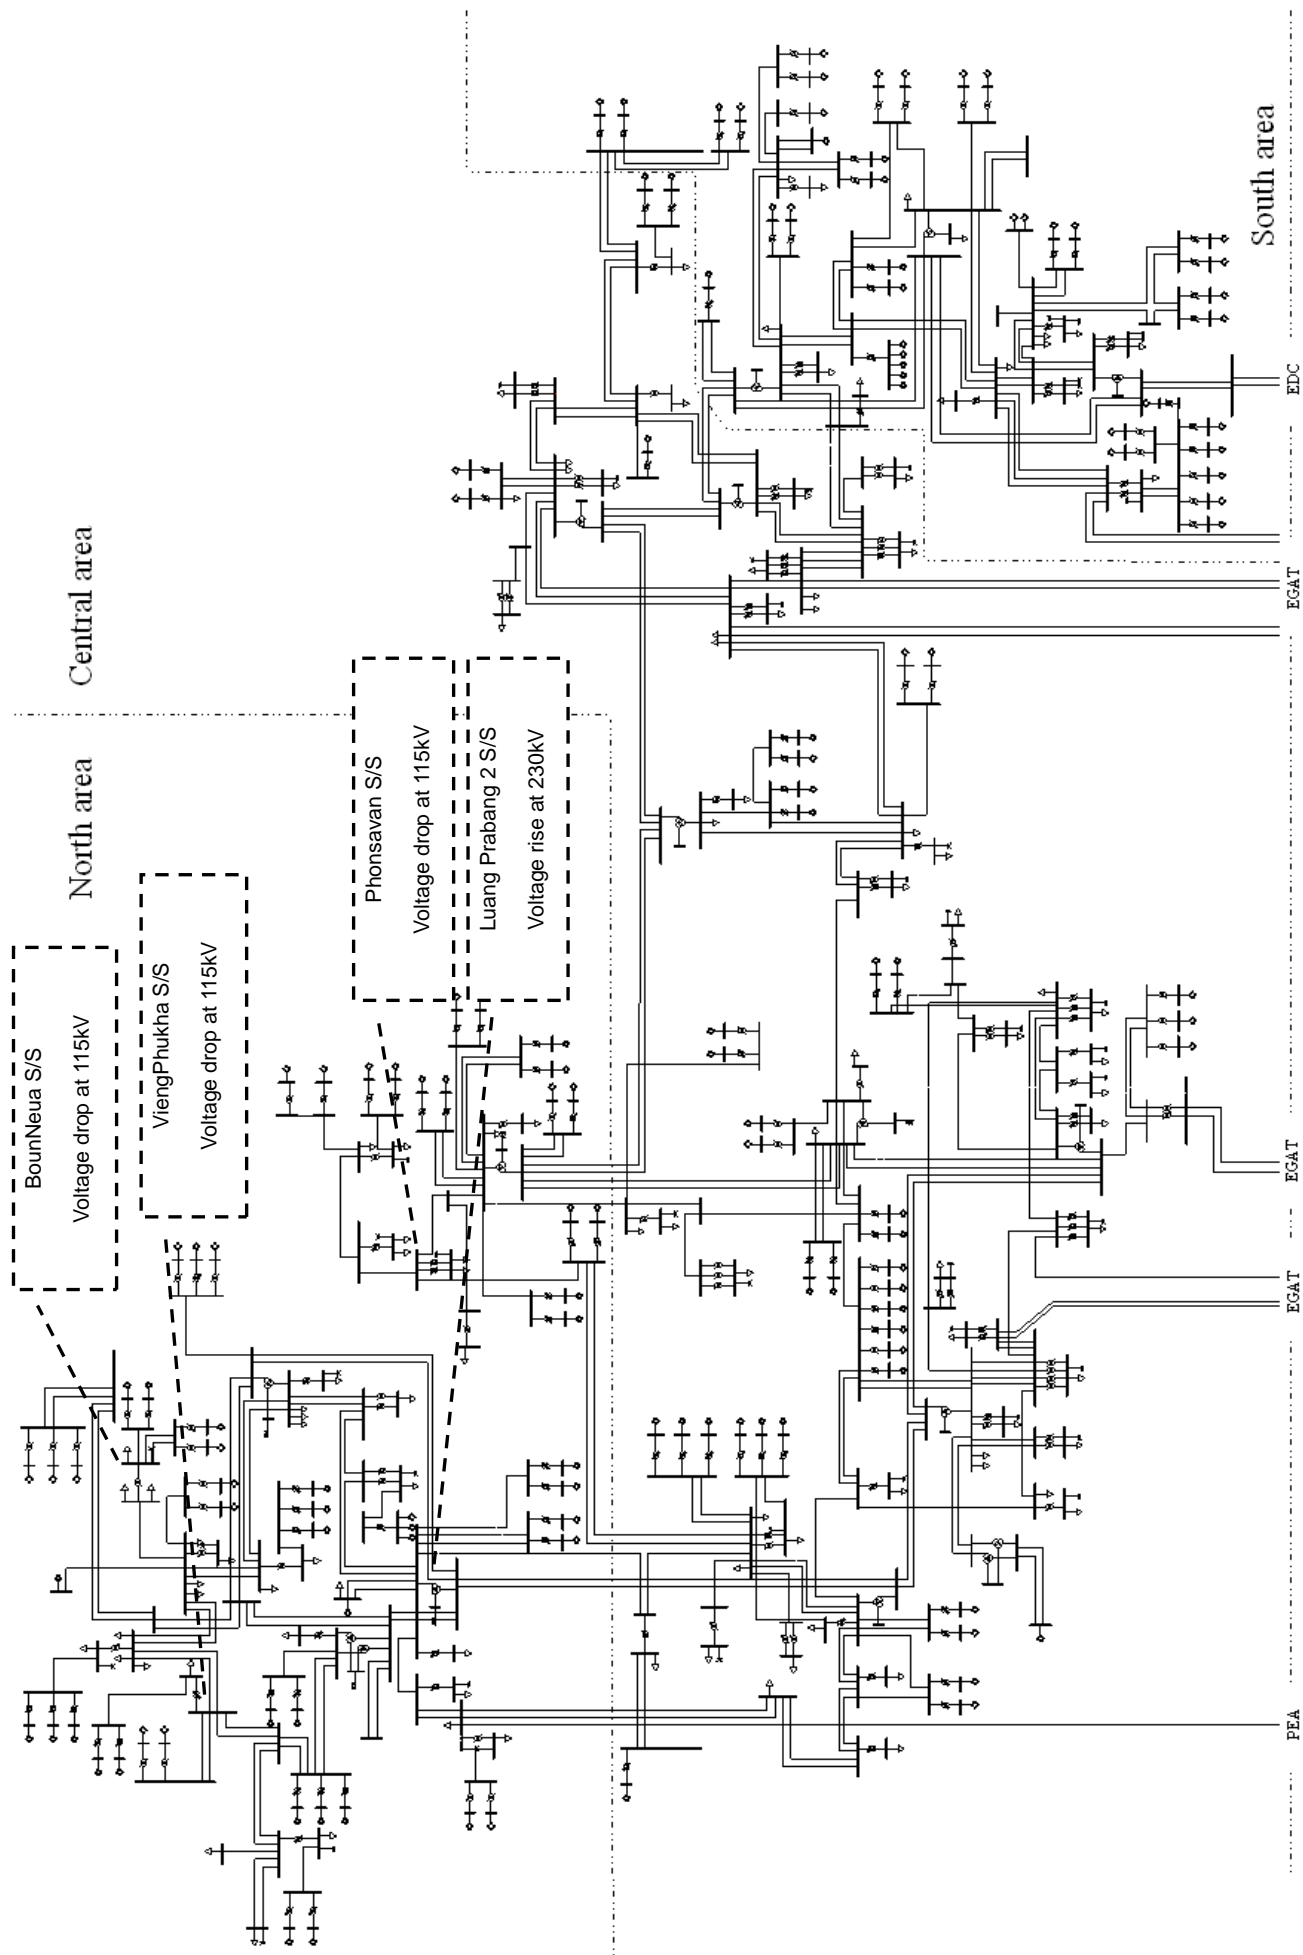 BounNeua S/S
Voltage drop at 115kV
ViengPhukha S/S
Voltage drop at 115kV
North area
Central area
Phonsavan S/S
Voltage drop at 115kV
Luang Prabang 2 S/S
Voltage rise at 230kV
South area
PEA
EGAT
EGAT
EGAT
EDC